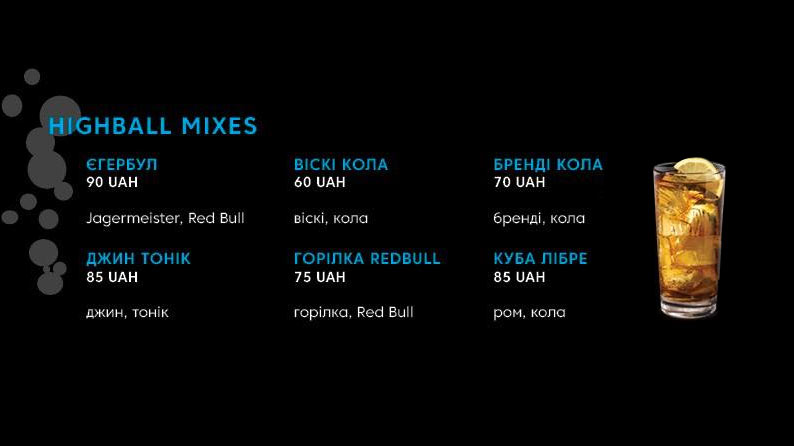 HIGHBALL MIXES
ЄГЕРБУЛ
90 UAH
Jagermeister, Red Bull
ВІСКІ КОЛА
60 UAH
віскі, кола
БРЕНДІ КОЛА
70 UAH
бренді, кола
ДЖИН ТОНІК
85 UAH
джин, тонік
ГОРІЛКА REDBULL
75 UAH
горілка, Red Bull
КУБА ЛІБРЕ
85 UAH
ром, кола